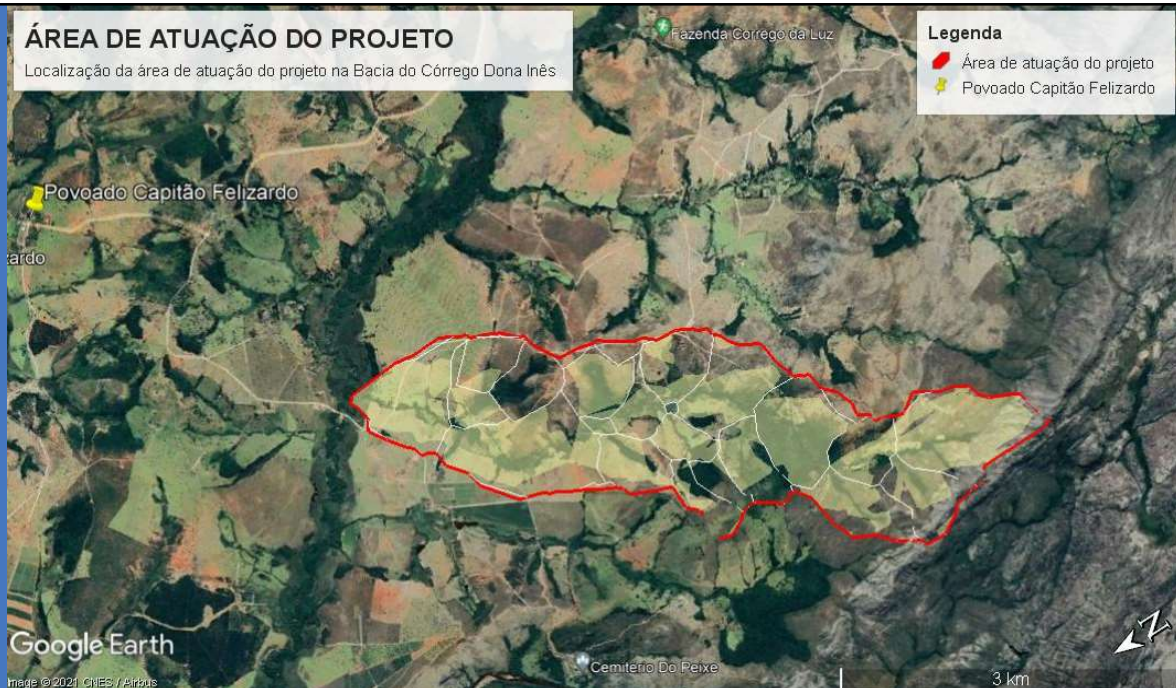 ÁREA DE ATUAÇÃO DO PROJETO
Localização da área de atuação do projeto na Bacia do Córrego Dona Inês
Legenda
Área de atuação do projeto
Povoado Capitão Felizardo
Fazenda Córrego da Luz
Povoado Capitão Felizardo
zardo
Google Earth
Image © 2021 CNES / Airbus
Cemitério Do Peixe
N
3 km